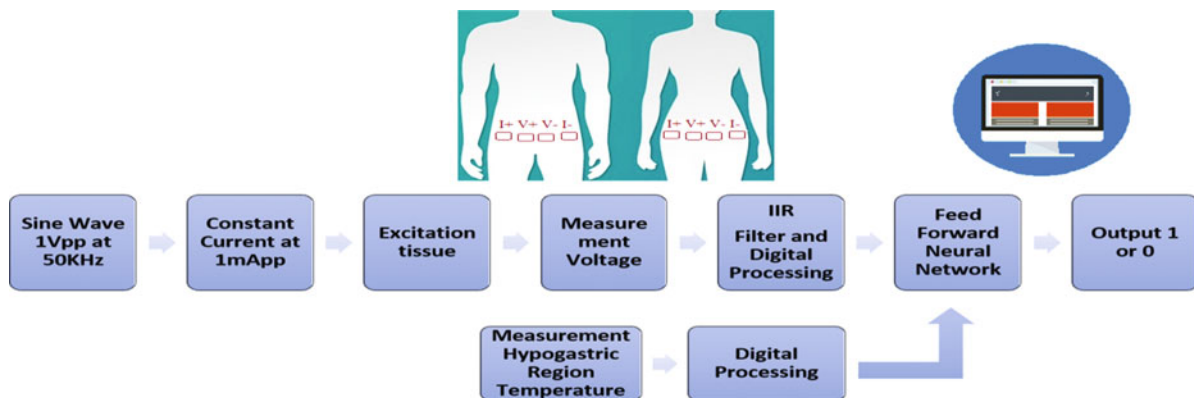 I+ V+ V- I-
I+ V+ V- I-
Sine Wave
1Vpp at
50KHz
Constant
Current at
1mApp
Excitation
tissue
Measure
ment
Voltage
IIR
Filter and
Digital
Processing
Feed
Forward
Neural
Network
Output 1
or 0
Measurement
Hypogastric
Region
Temperature
Digital
Processing